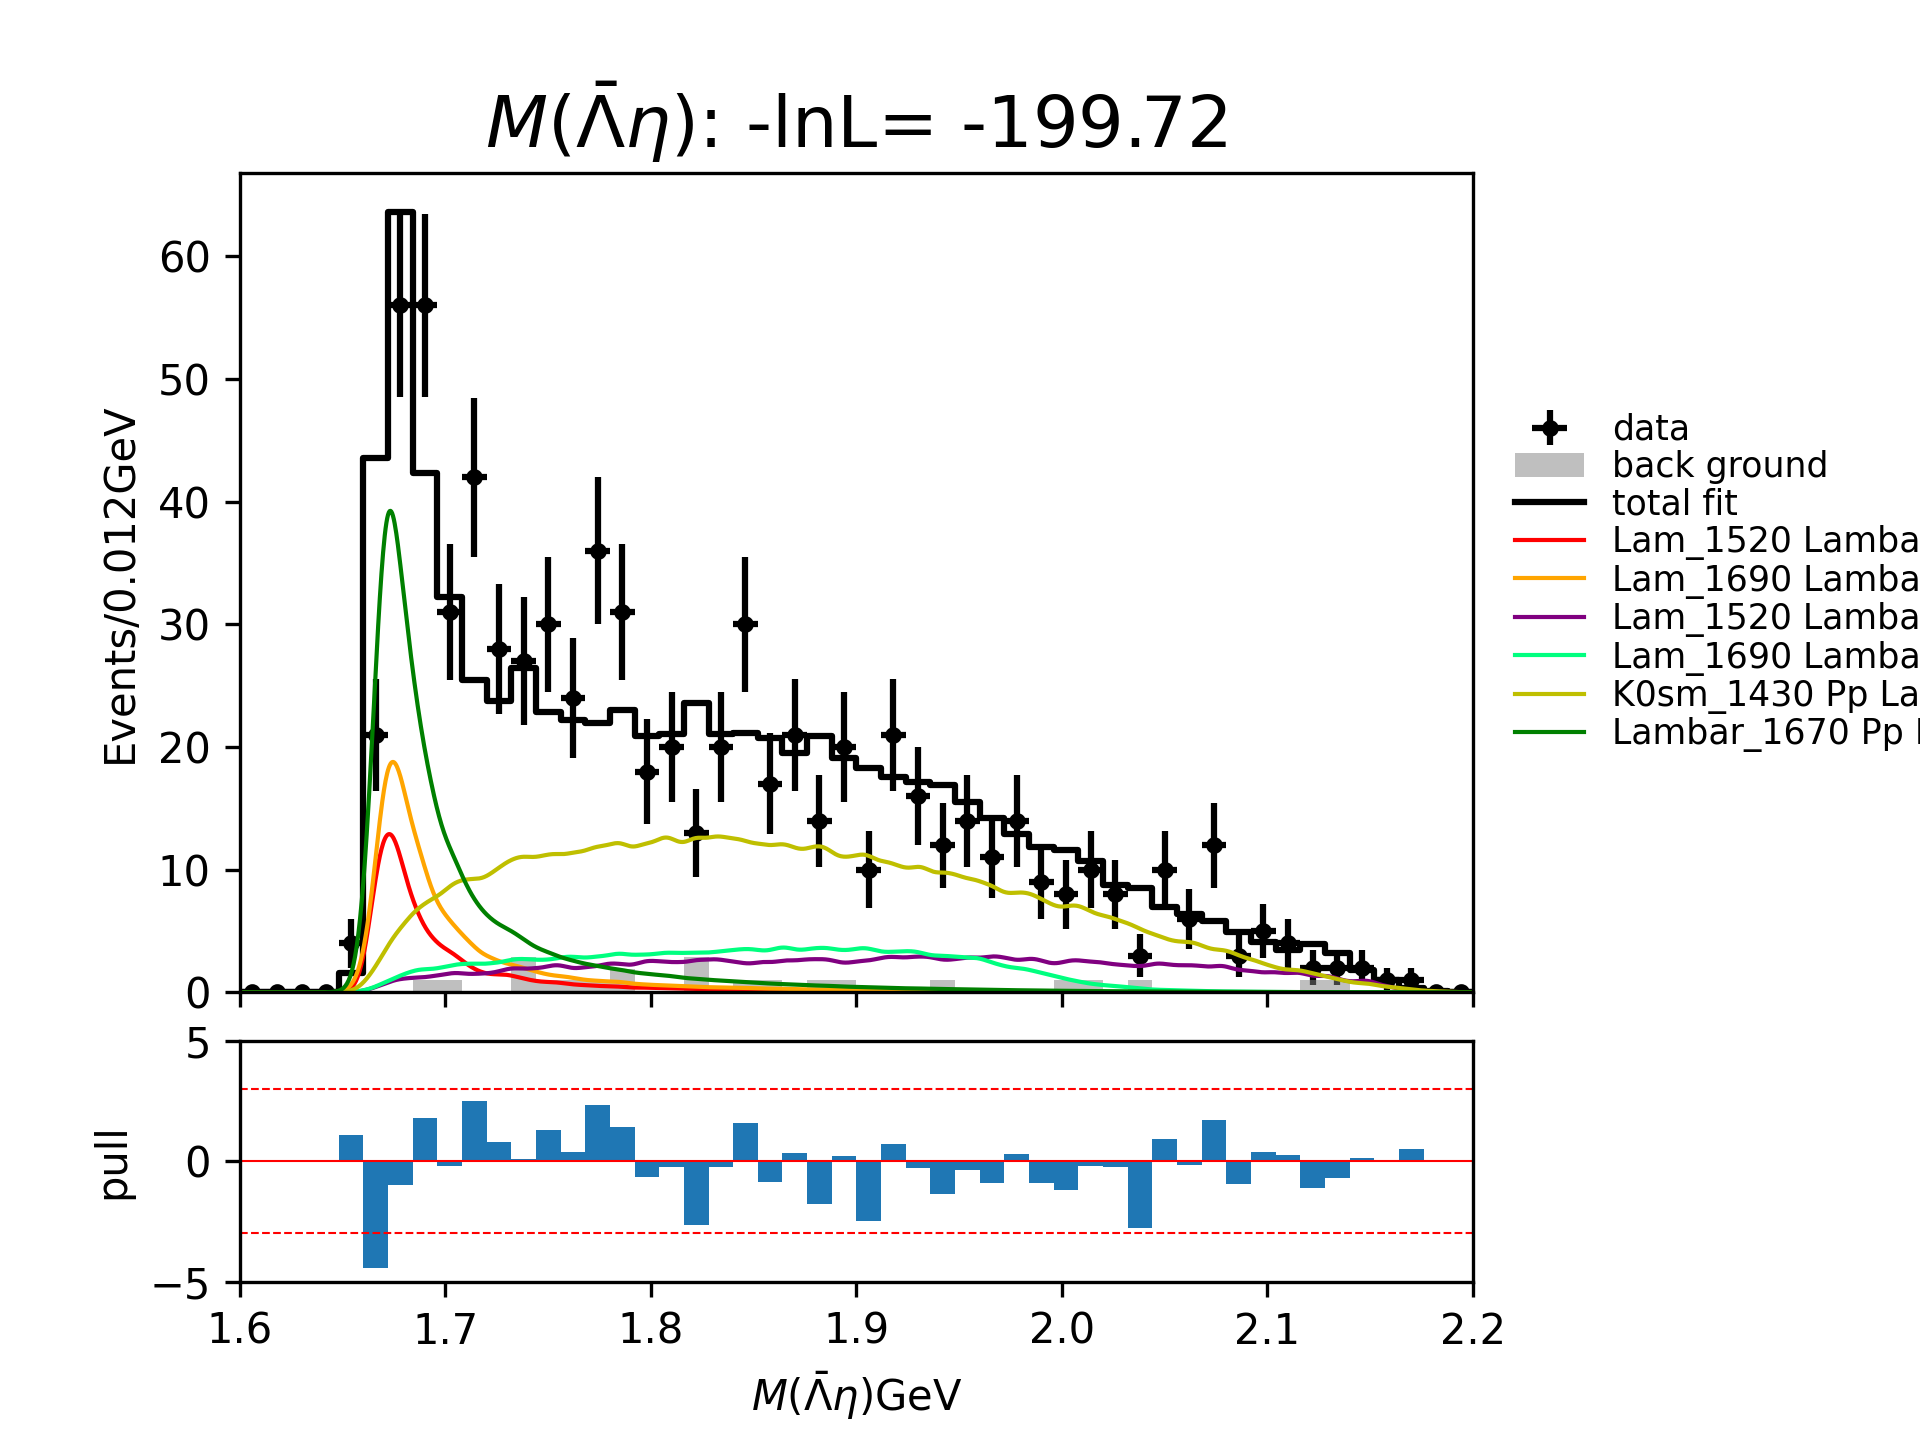 M(Λ̄η): -lnL= -199.72
Events/0.012GeV
60
50
40
30
20
10
0
data
back ground
total fit
Lam_1520 Lamba
Lam_1690 Lamba
Lam_1520 Lamba
Lam_1690 Lamba
K0sm_1430 Pp La
Lambar_1670 Pp
pull
5
0
−5
1.6 1.7 1.8 1.9 2.0 2.1 2.2
M(Λ̄η)GeV